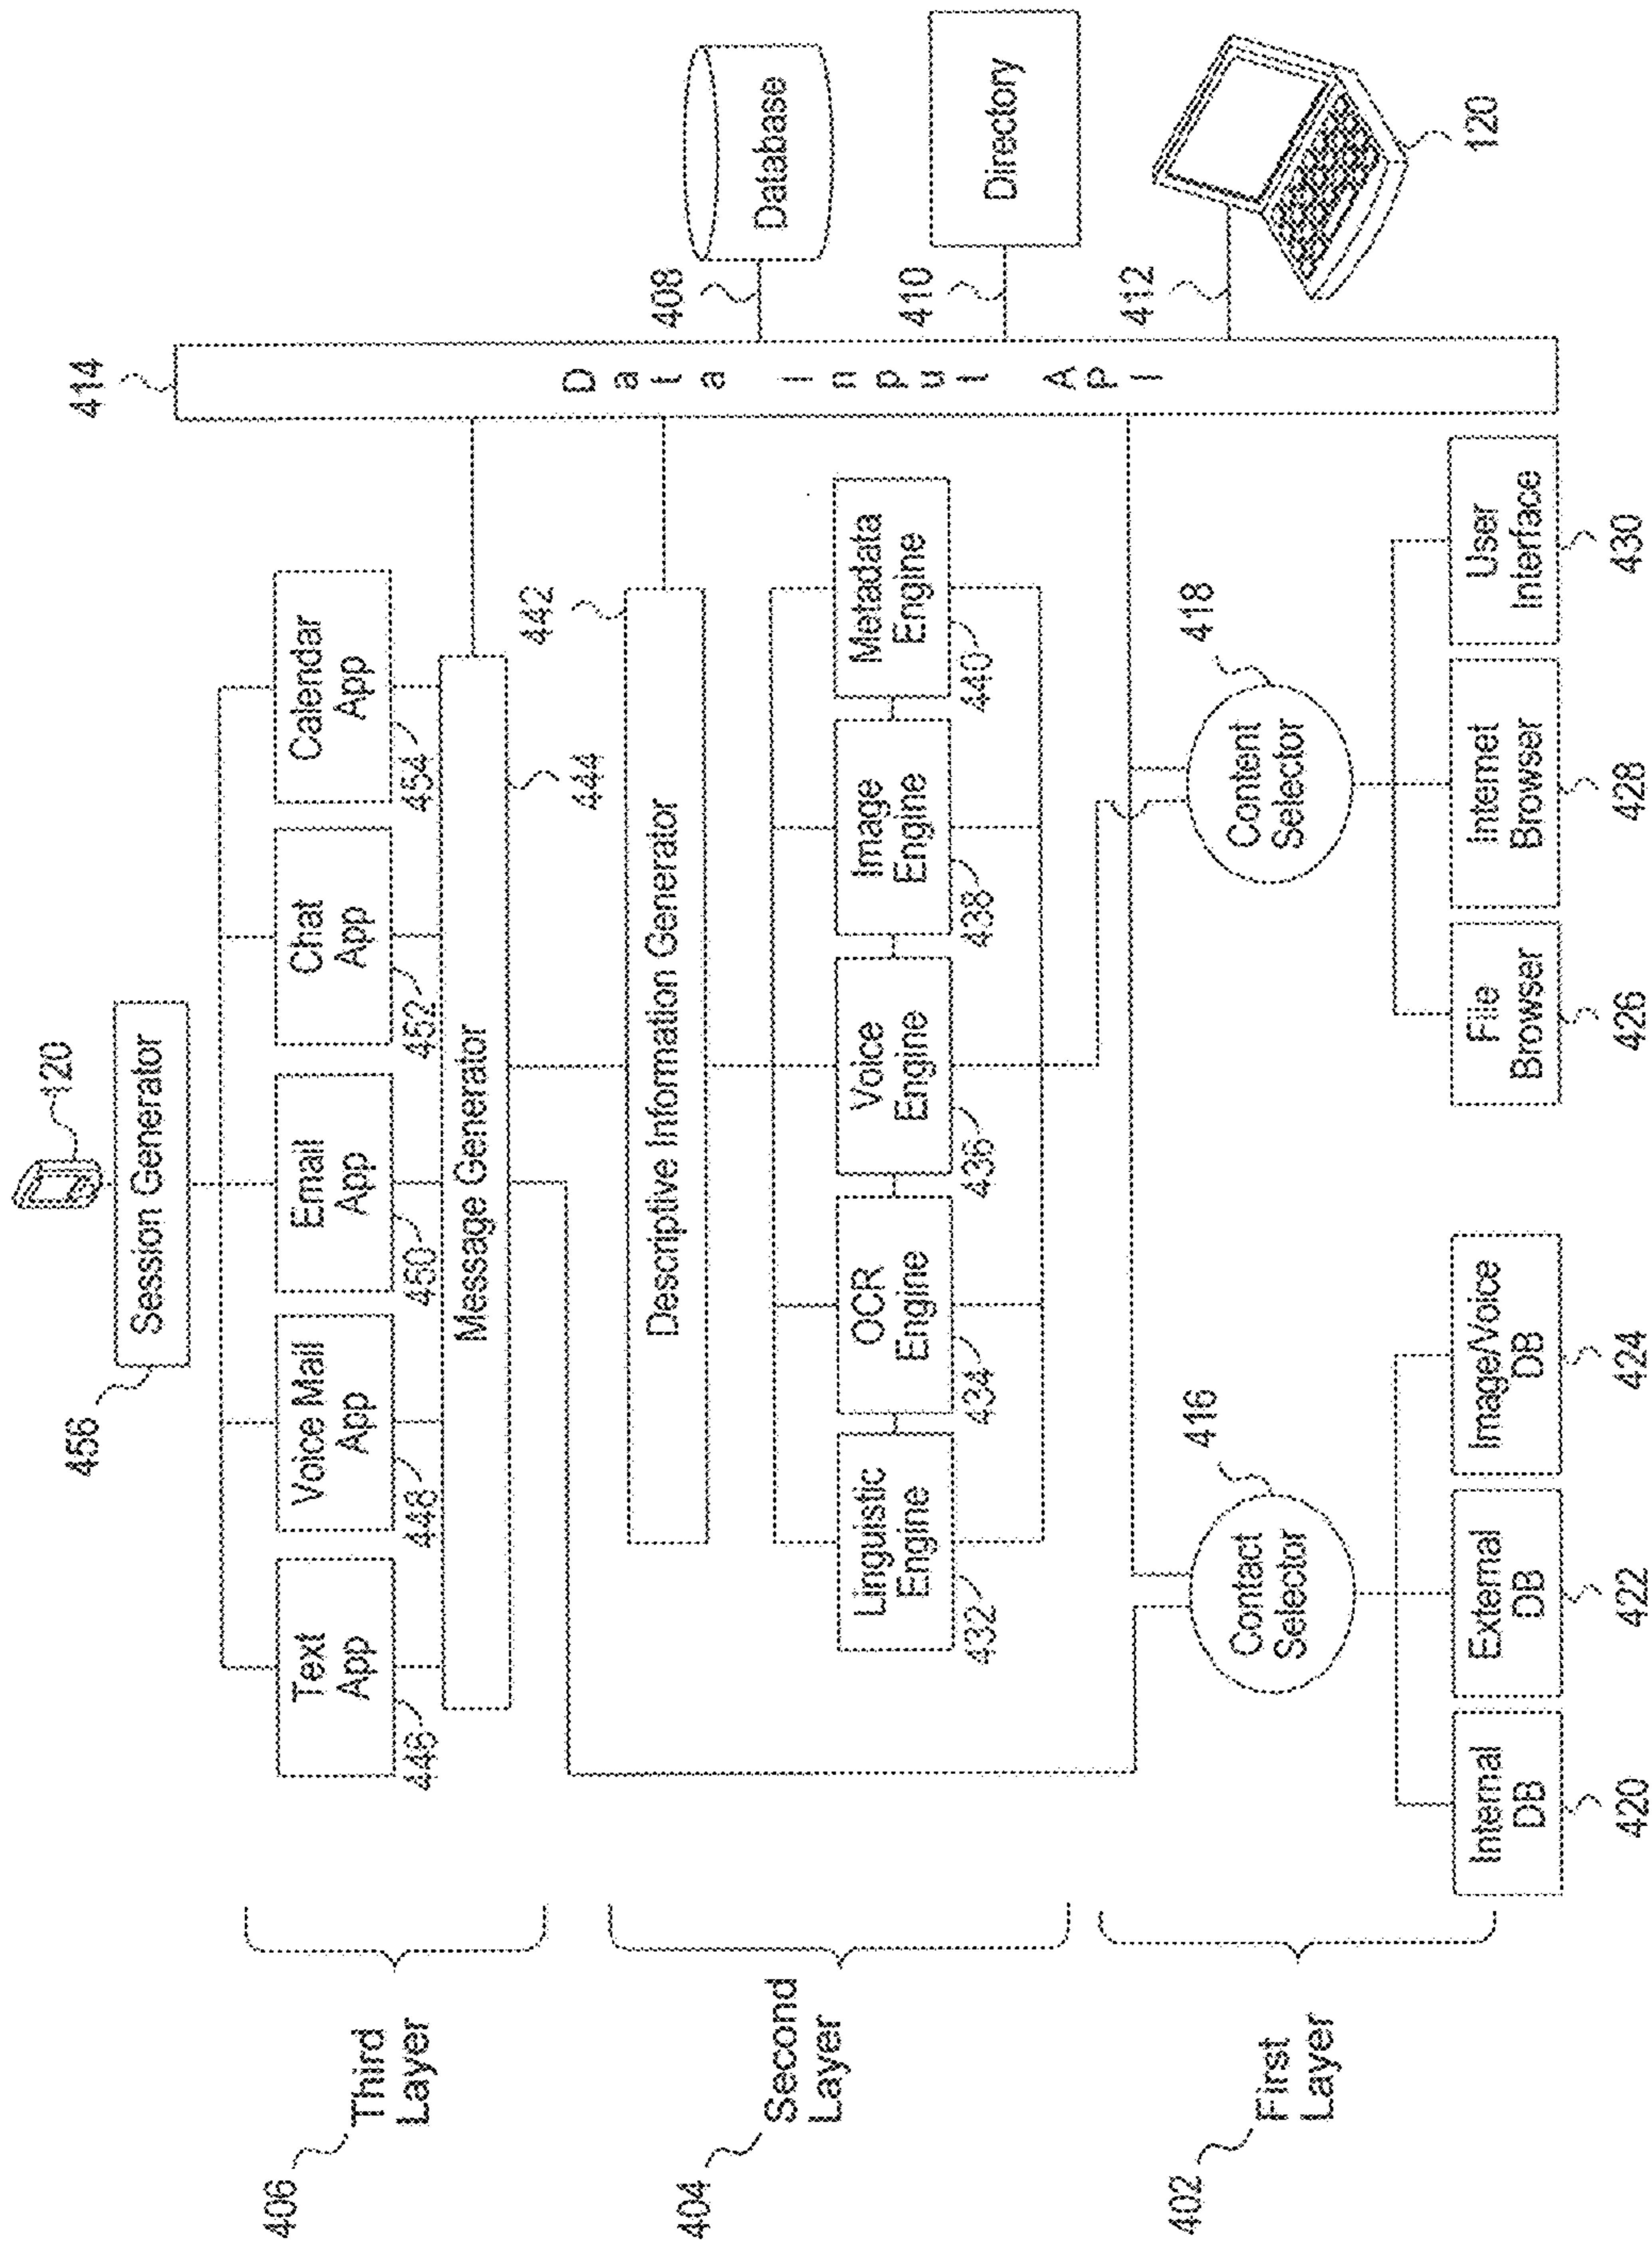 120
456
Session Generator
414
Text
App
Voice Mail
App
Email
App
Chat
App
Calendar
App
446
448
450
452
454
Message Generator
444
442
Descriptive Information Generator
Data Input API
408
Database
410
Directory
412
120
Linguistic
Engine
OCR
Engine
Voice
Engine
Image
Engine
Metadata
Engine
432
434
436
438
440
416
Contact
Selector
418
Content
Selector
Internal
DB
External
DB
Image/Voice
DB
File
Browser
Internet
Browser
User
Interface
420
422
424
426
428
430
406
Third
Layer
404
Second
Layer
402
First
Layer